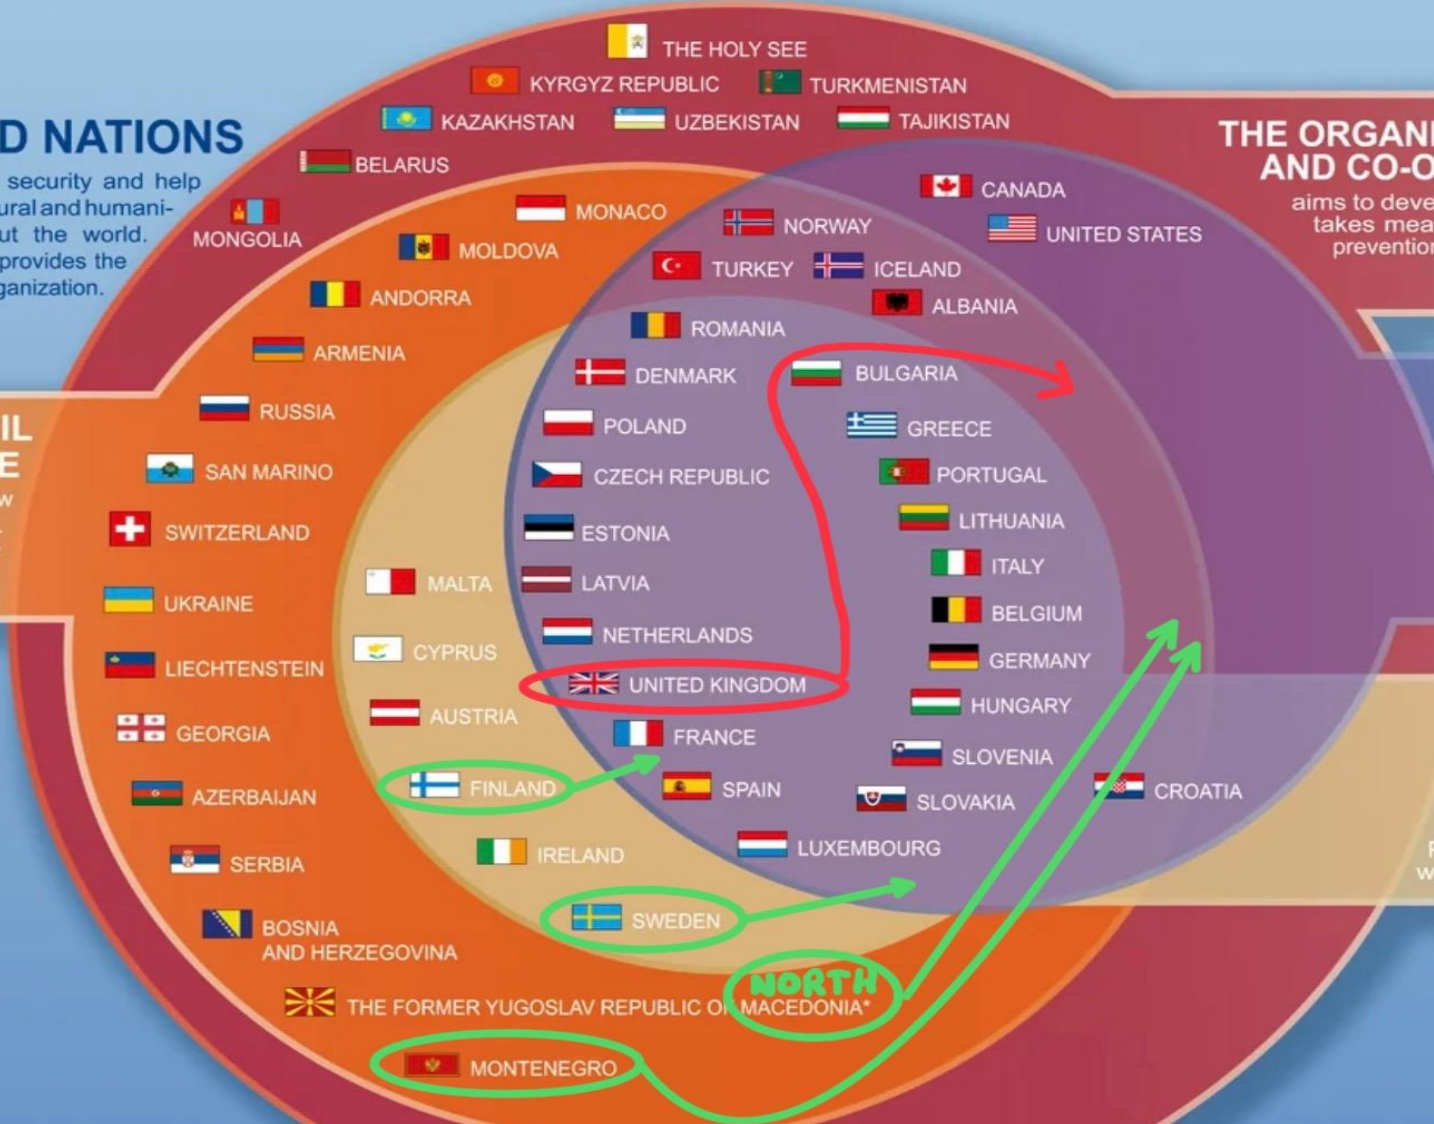 THE HOLY SEE
KYRGYZ REPUBLIC
TURKMENISTAN
KAZAKHSTAN
UZBEKISTAN
TAJIKISTAN
BELARUS
MONGOLIA
D NATIONS
security and help
ural and humani-
ut the world.
provides the
ganization.
THE ORGANI
AND CO-O
aims to deve
takes mea
prevention
CANADA
UNITED STATES
MONACO
MOLDOVA
ANDORRA
ARMENIA
RUSSIA
SAN MARINO
SWITZERLAND
UKRAINE
LIECHTENSTEIN
GEORGIA
AZERBAIJAN
SERBIA
BOSNIA
AND HERZEGOVINA
THE FORMER YUGOSLAV REPUBLIC OF MACEDONIA*
NORTH
MONTENEGRO
IL
E
w
NORWAY
TURKEY
ICELAND
ALBANIA
ROMANIA
DENMARK
POLAND
CZECH REPUBLIC
ESTONIA
LATVIA
NETHERLANDS
UNITED KINGDOM
FRANCE
SPAIN
LUXEMBOURG
BULGARIA
GREECE
PORTUGAL
LITHUANIA
ITALY
BELGIUM
GERMANY
HUNGARY
SLOVENIA
SLOVAKIA
CROATIA
MALTA
CYPRUS
AUSTRIA
FINLAND
IRELAND
SWEDEN
w